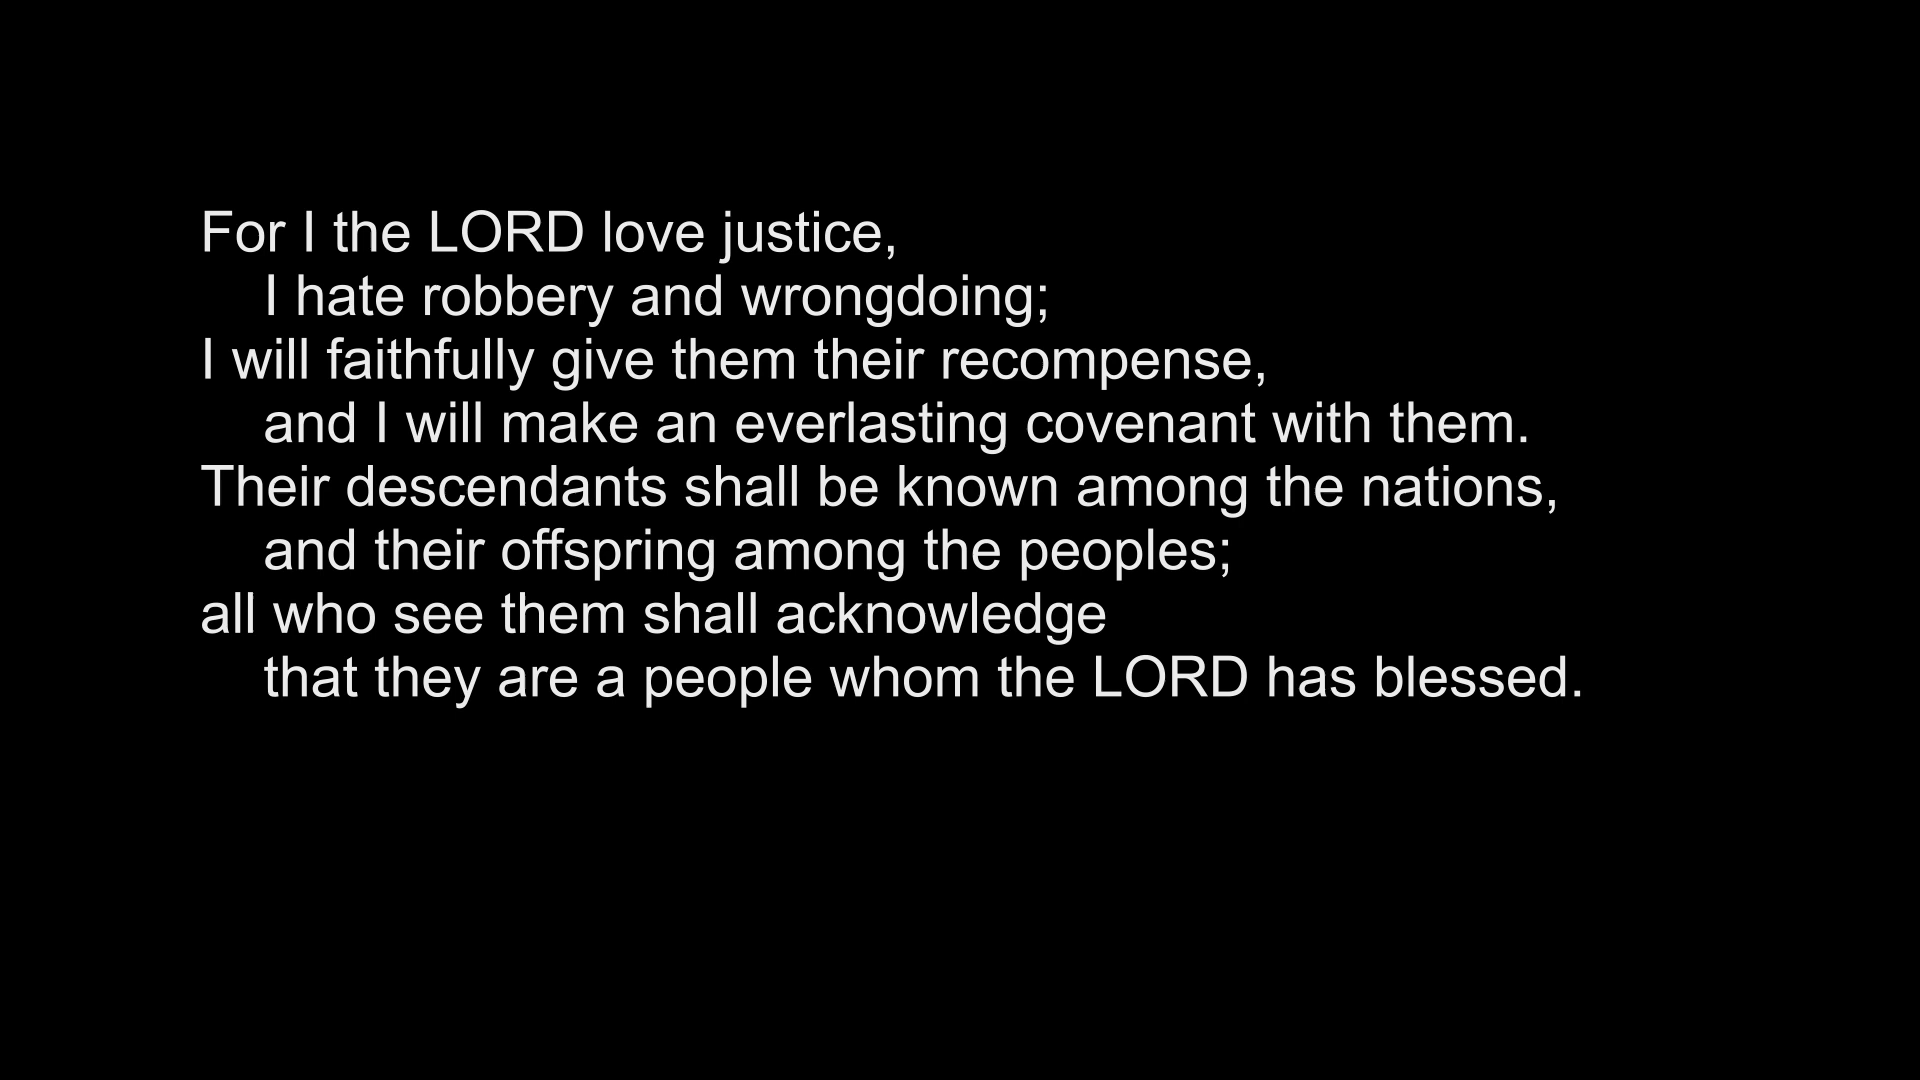 For I the LORD love justice,
I hate robbery and wrongdoing;
I will faithfully give them their recompense,
and I will make an everlasting covenant with them.
Their descendants shall be known among the nations,
and their offspring among the peoples;
all who see them shall acknowledge
that they are a people whom the LORD has blessed.